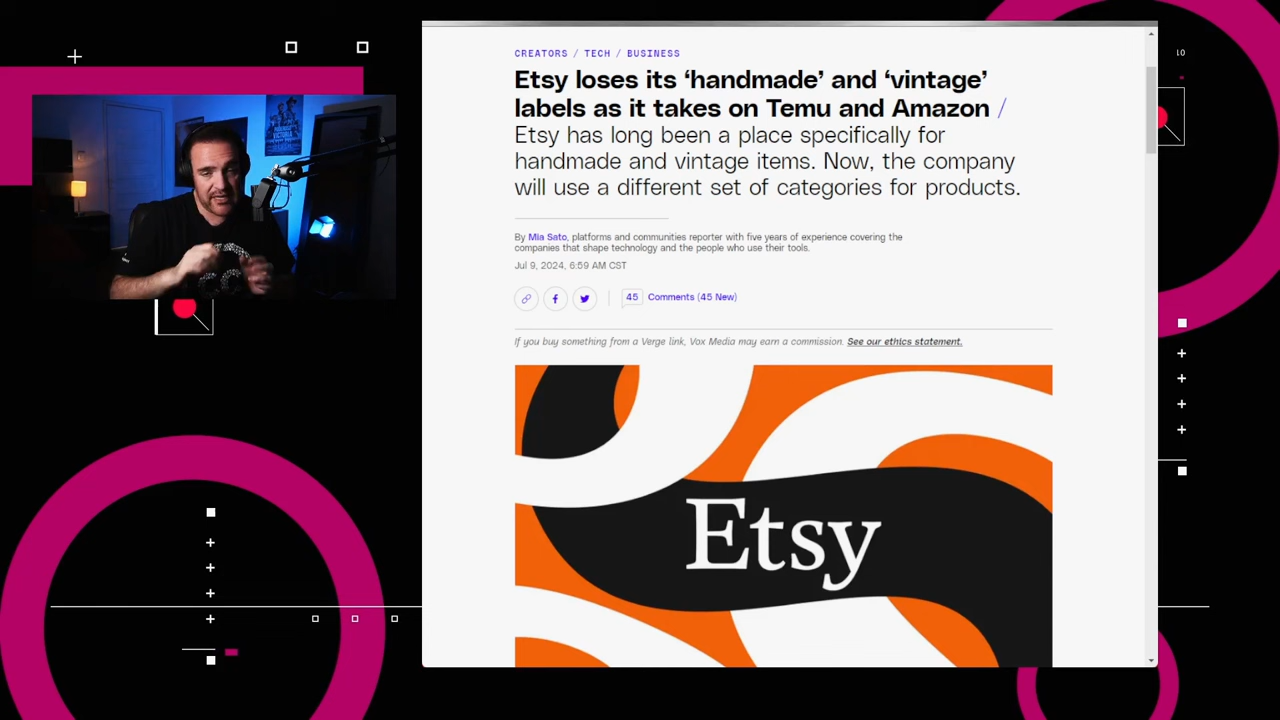 CREATORS / TECH / BUSINESS
Etsy loses its ‘handmade’ and ‘vintage’
labels as it takes on Temu and Amazon /
Etsy has long been a place specifically for
handmade and vintage items. Now, the company
will use a different set of categories for products.
By Mia Sato, platforms and communities reporter with five years of experience covering the
companies that shape technology and the people who use their tools.
Jul 9, 2024, 6:59 AM CST
45 Comments (45 New)
If you buy something from a Verge link, Vox Media may earn a commission. See our ethics statement.
Etsy